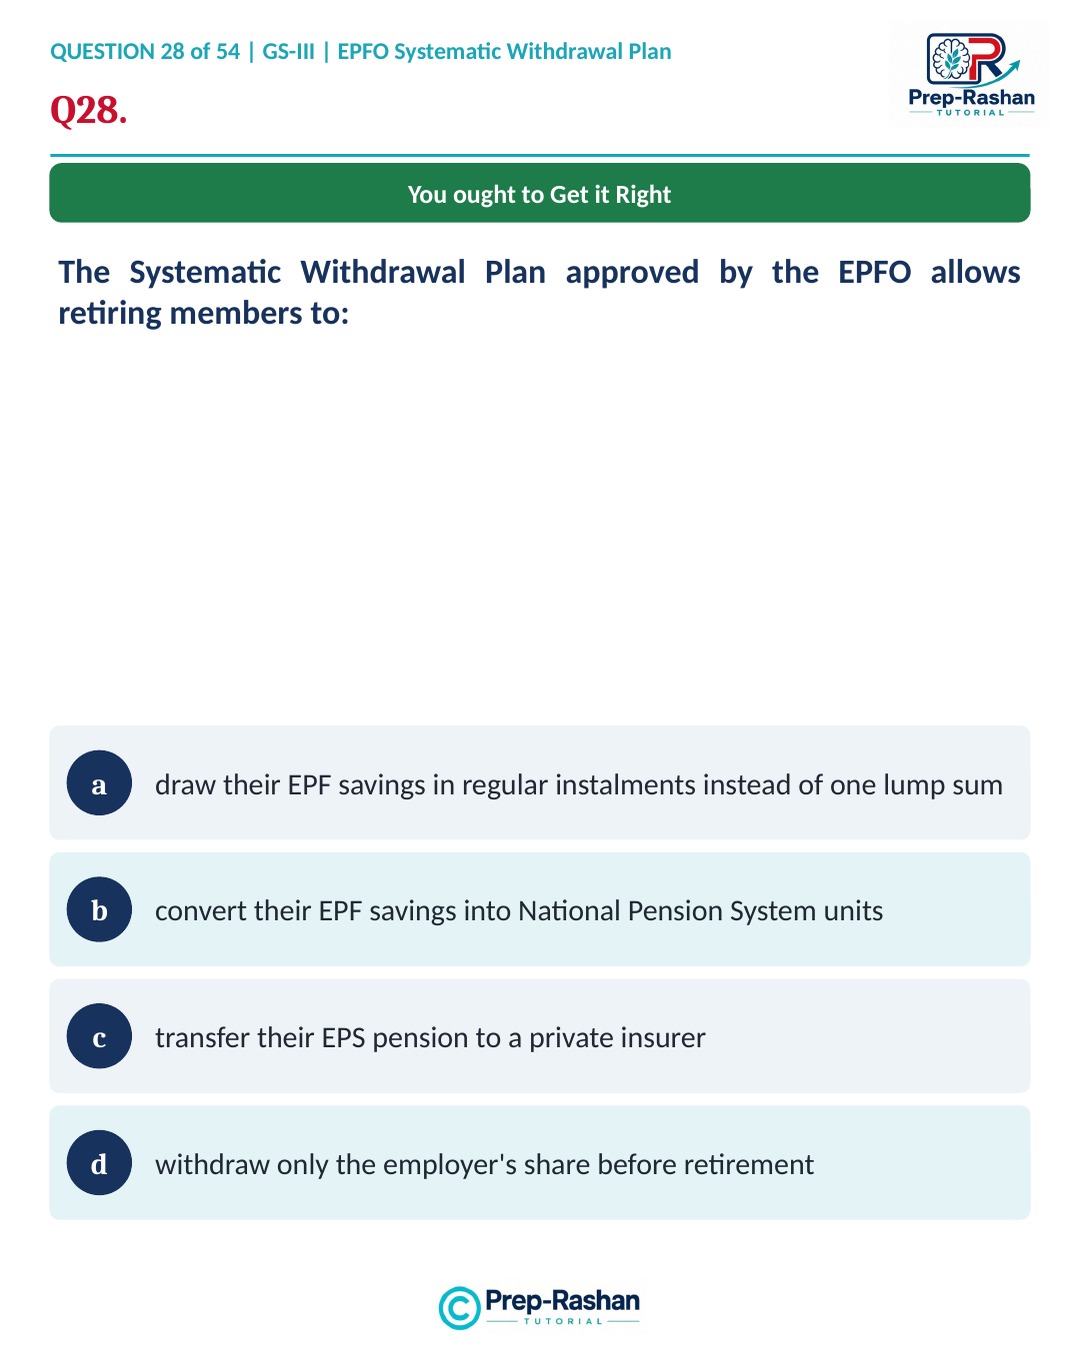 QUESTION 28 of 54 | GS-III | EPFO Systematic Withdrawal Plan
Prep-Rashan
TUTORIAL
Q28.
You ought to Get it Right
The Systematic Withdrawal Plan approved by the EPFO allows
retiring members to:
a draw their EPF savings in regular instalments instead of one lump sum
b convert their EPF savings into National Pension System units
c transfer their EPS pension to a private insurer
d withdraw only the employer's share before retirement
© Prep-Rashan
TUTORIAL